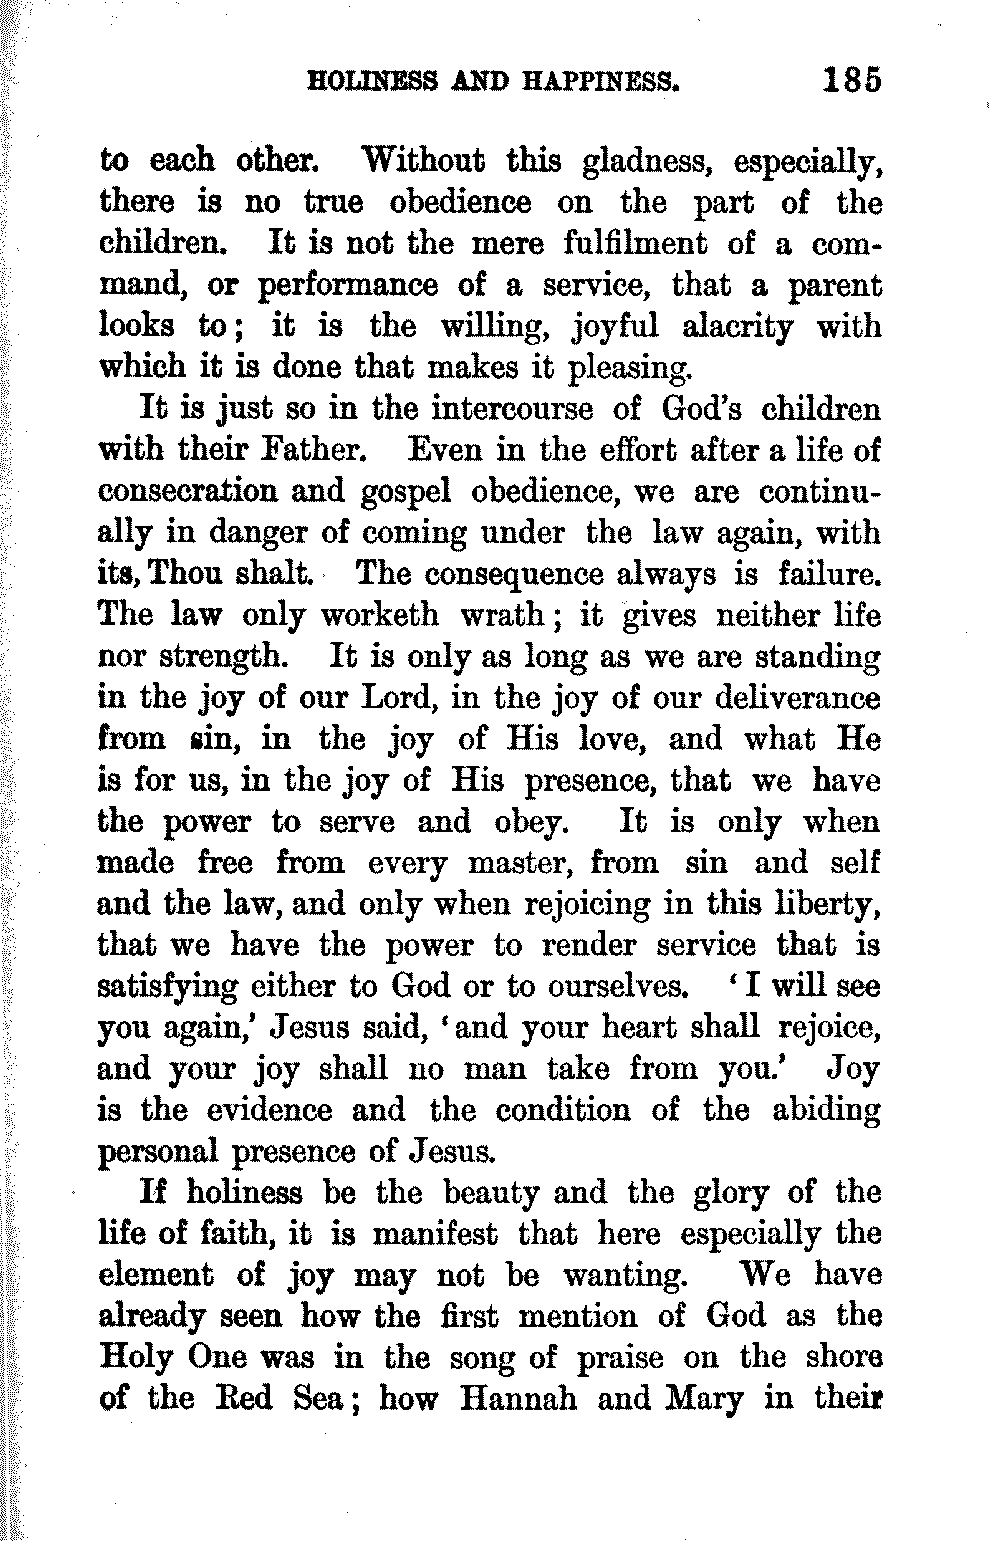 HOLINESS AND HAPPINESS. 185
to each other. Without this gladness, especially,
there is no true obedience on the part of the
children. It is not the mere fulfilment of a com-
mand, or performance of a service, that a parent
looks to; it is the willing, joyful alacrity with
which it is done that makes it pleasing.
It is just so in the intercourse of God's children
with their Father. Even in the effort after a life of
consecration and gospel obedience, we are continu-
ally in danger of coming under the law again, with
its, Thou shalt. The consequence always is failure.
The law only worketh wrath; it gives neither life
nor strength. It is only as long as we are standing
in the joy of our Lord, in the joy of our deliverance
from sin, in the joy of His love, and what He
is for us, in the joy of His presence, that we have
the power to serve and obey. It is only when
made free from every master, from sin and self
and the law, and only when rejoicing in this liberty,
that we have the power to render service that is
satisfying either to God or to ourselves. ‘I will see
you again,’ Jesus said, ‘and your heart shall rejoice,
and your joy shall no man take from you.’ Joy
is the evidence and the condition of the abiding
personal presence of Jesus.
If holiness be the beauty and the glory of the
life of faith, it is manifest that here especially the
element of joy may not be wanting. We have
already seen how the first mention of God as the
Holy One was in the song of praise on the shore
of the Red Sea; how Hannah and Mary in their